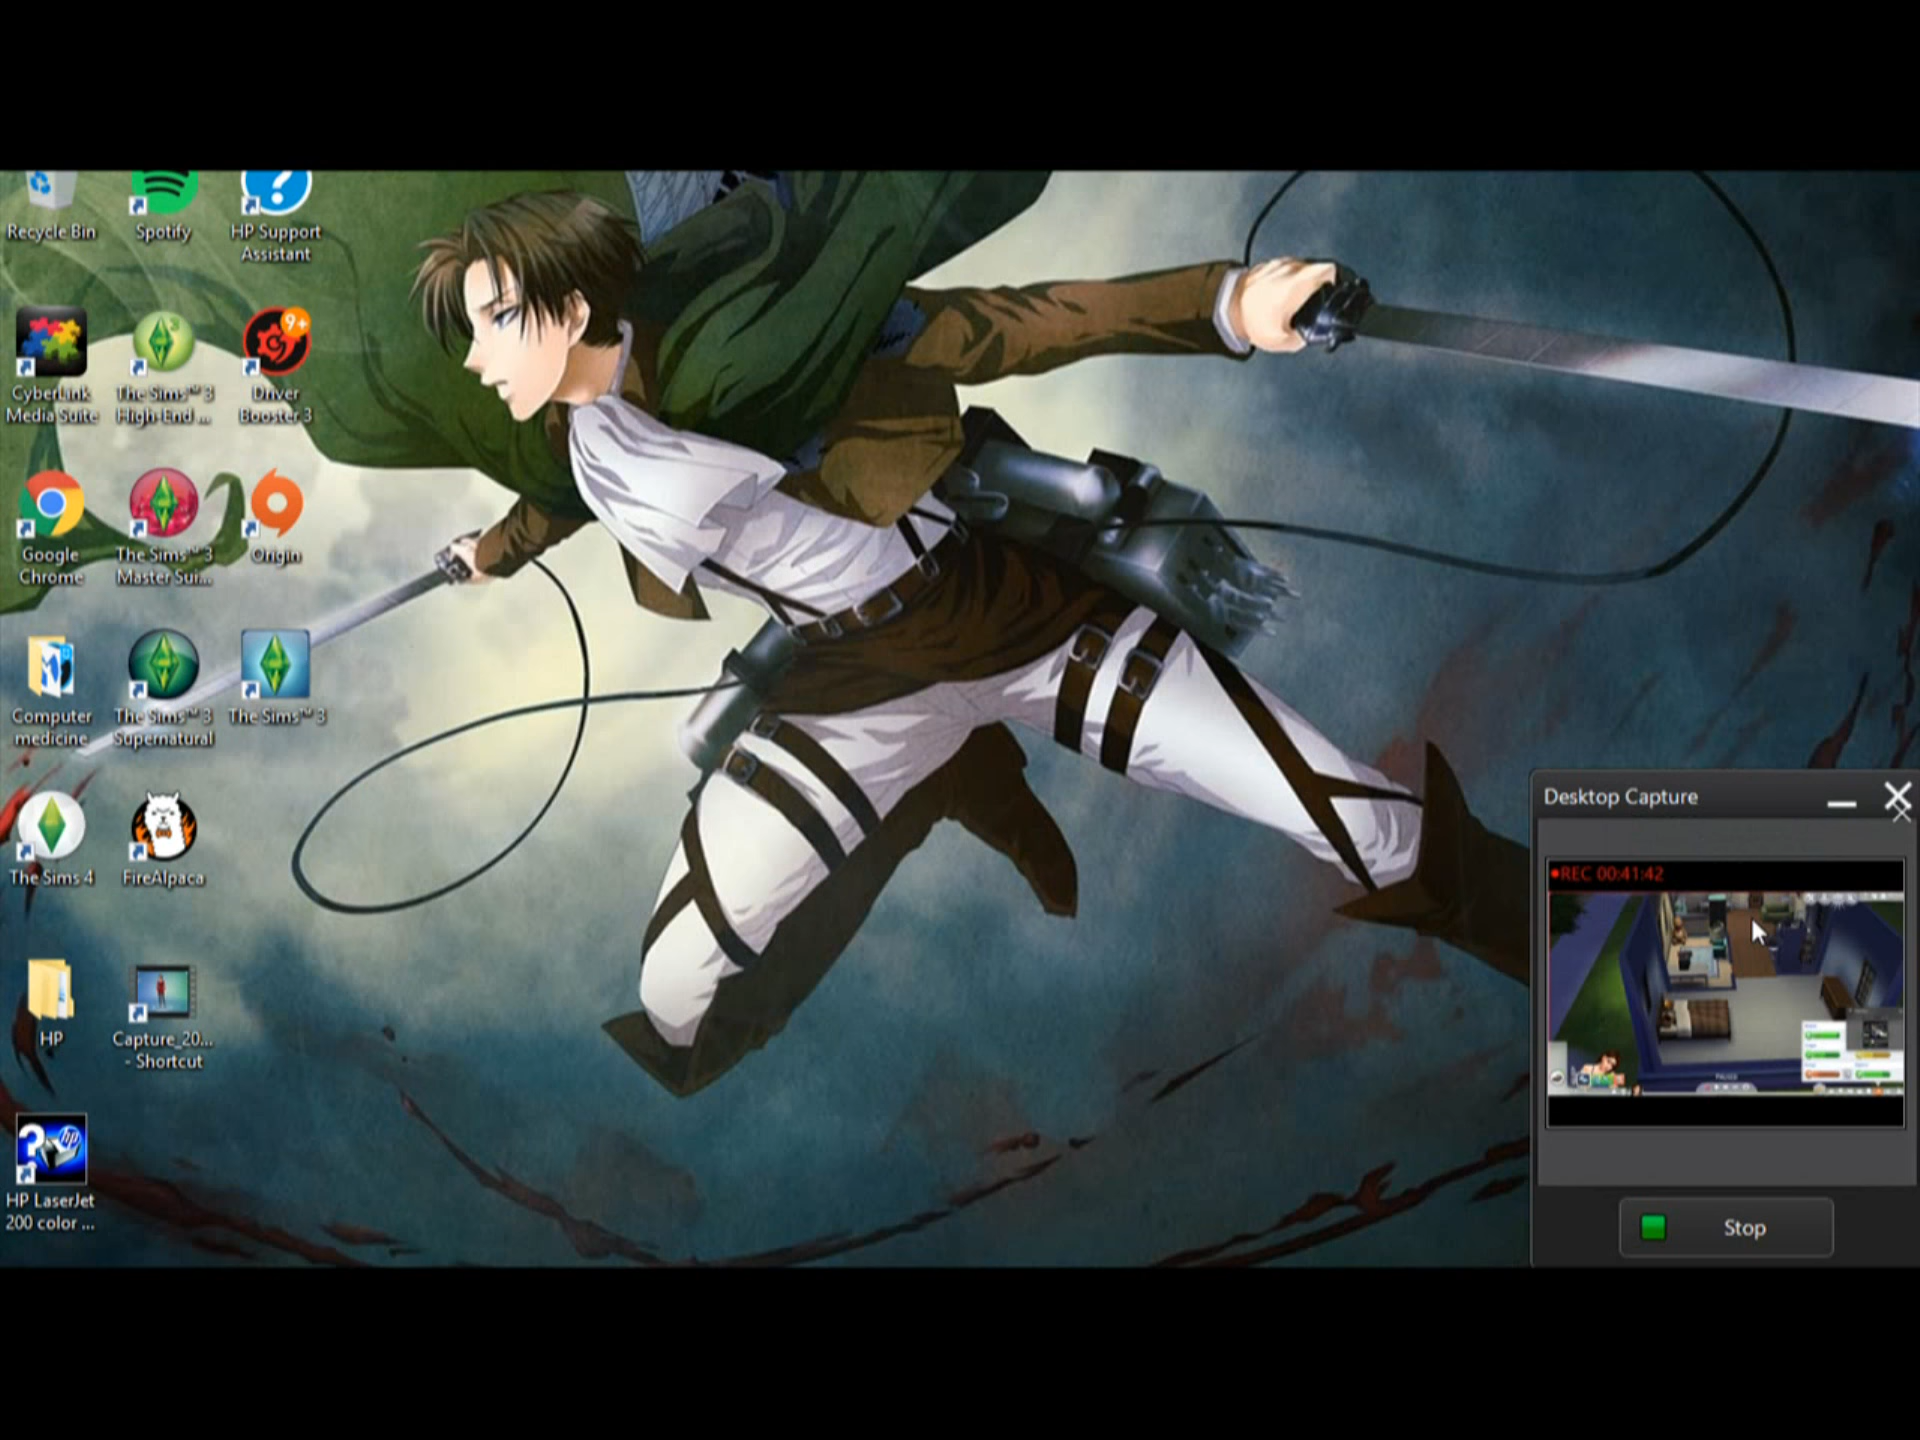 Recycle Bin
Spotify
HP Support
Assistant
9+
CyberLink
Media Suite
The Sims™ 3
High-End ...
Driver
Booster 3
Google
Chrome
The Sims™ 3
Master Sui...
Origin
Computer
medicine
The Sims™ 3
Supernatural
The Sims™ 3
The Sims 4
FireAlpaca
HP
Capture_20...
- Shortcut
HP LaserJet
200 color ...
Desktop Capture
REC 00:41:42
Stop